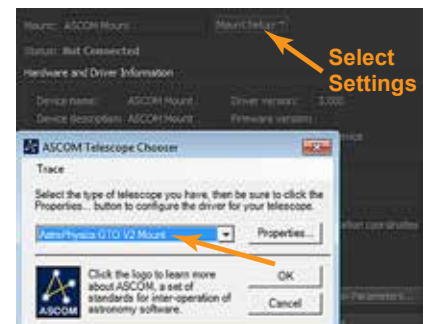 Mount: ASCOM Mount
Mount Setup
Status: Not Connected
Select
Settings
Hardware and Driver Information
Device name: ASCOM Mount Driver version: 3.000
Device description: ASCOM Mount Firmware version:
ASCOM Telescope Chooser
Trace
Select the type of telescope you have, then be sure to click the
Properties... button to configure the driver for your telescope.
AstroPhysics GTO V2 Mount
Properties...
Click the logo to learn more
about ASCOM, a set of
standards for inter-operation of
astronomy software.
OK
Cancel
ASCOM
coordinates
Parameters...